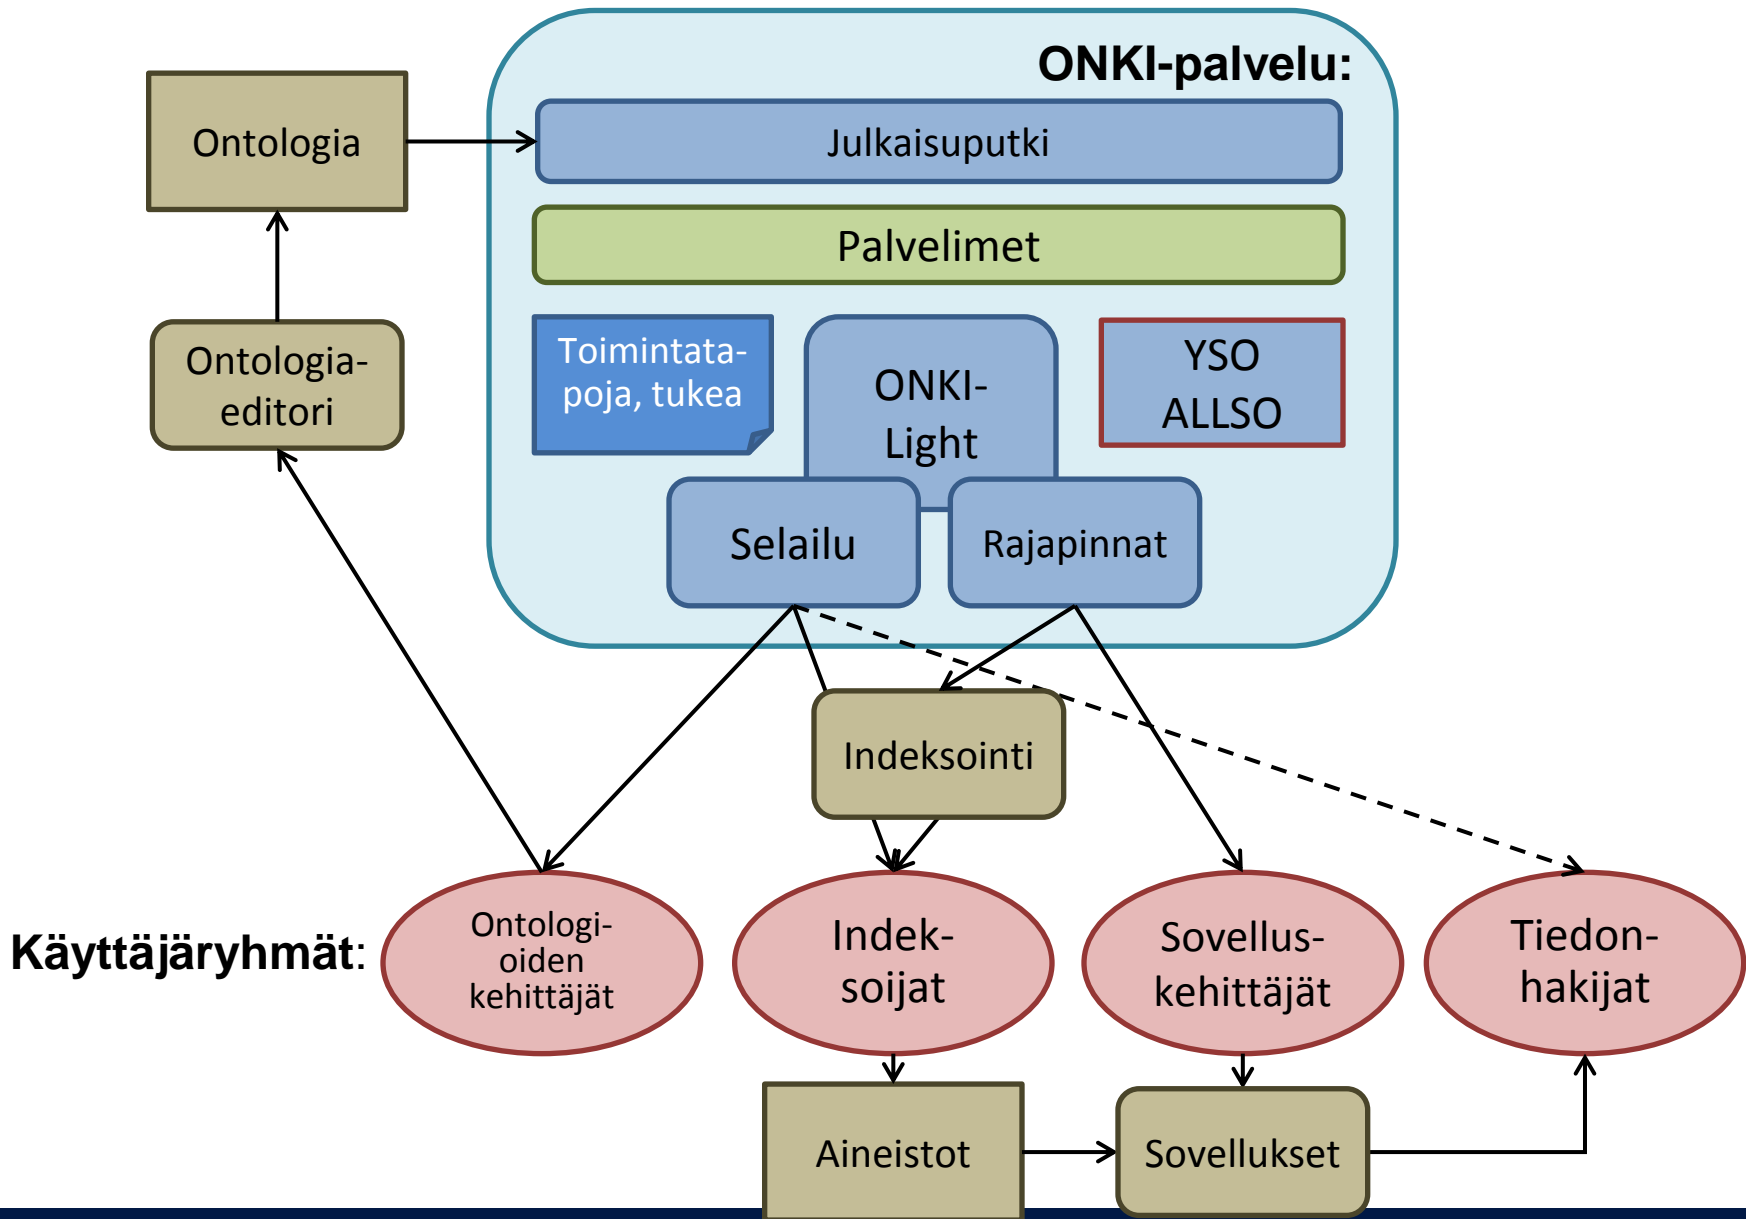 ONKI-palvelu:
Ontologia
Julkaisuputki
Palvelimet
Ontologia-
editori
Toimintata-
poja, tukea
ONKI-
Light
YSO
ALLSO
Selailu
Rajapinnat
Indeksointi
Käyttäjäryhmät:
Ontologi-
oiden
kehittäjät
Indek-
soijat
Sovellus-
kehittäjät
Tiedon-
hakijat
Aineistot
Sovellukset